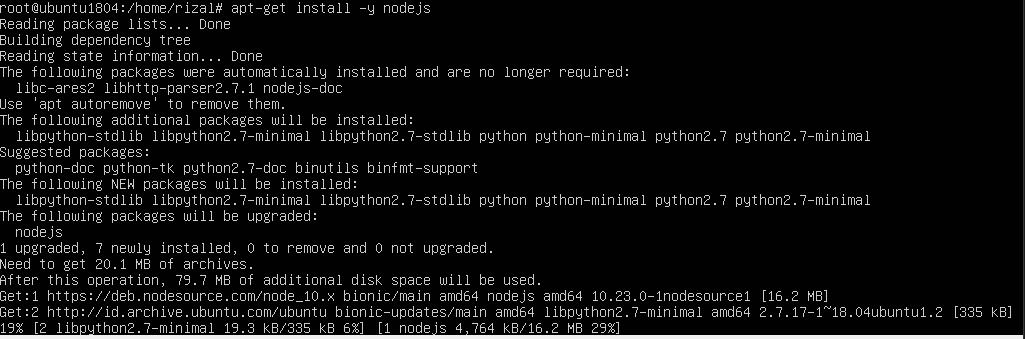 root@ubuntu1804:/home/rizal# apt-get install -y nodejs
Reading package lists... Done
Building dependency tree
Reading state information... Done
The following packages were automatically installed and are no longer required:
  libc-ares2 libhttp-parser2.7.1 nodejs-doc
Use 'apt autoremove' to remove them.
The following additional packages will be installed:
  libpython-stdlib libpython2.7-minimal libpython2.7-stdlib python python-minimal python2.7 python2.7-minimal
Suggested packages:
  python-doc python-tk python2.7-doc binutils binfmt-support
The following NEW packages will be installed:
  libpython-stdlib libpython2.7-minimal libpython2.7-stdlib python python-minimal python2.7 python2.7-minimal
The following packages will be upgraded:
  nodejs
1 upgraded, 7 newly installed, 0 to remove and 0 not upgraded.
Need to get 20.1 MB of archives.
After this operation, 79.7 MB of additional disk space will be used.
Get:1 https://deb.nodesource.com/node_10.x bionic/main amd64 nodejs amd64 10.23.0-1nodesource1 [16.2 MB]
Get:2 http://id.archive.ubuntu.com/ubuntu bionic-updates/main amd64 libpython2.7-minimal amd64 2.7.17-1~18.04ubuntu1.2 [335 kB]
19% [2 libpython2.7-minimal 19.3 kB/335 kB 6%] [1 nodejs 4,764 kB/16.2 MB 29%]